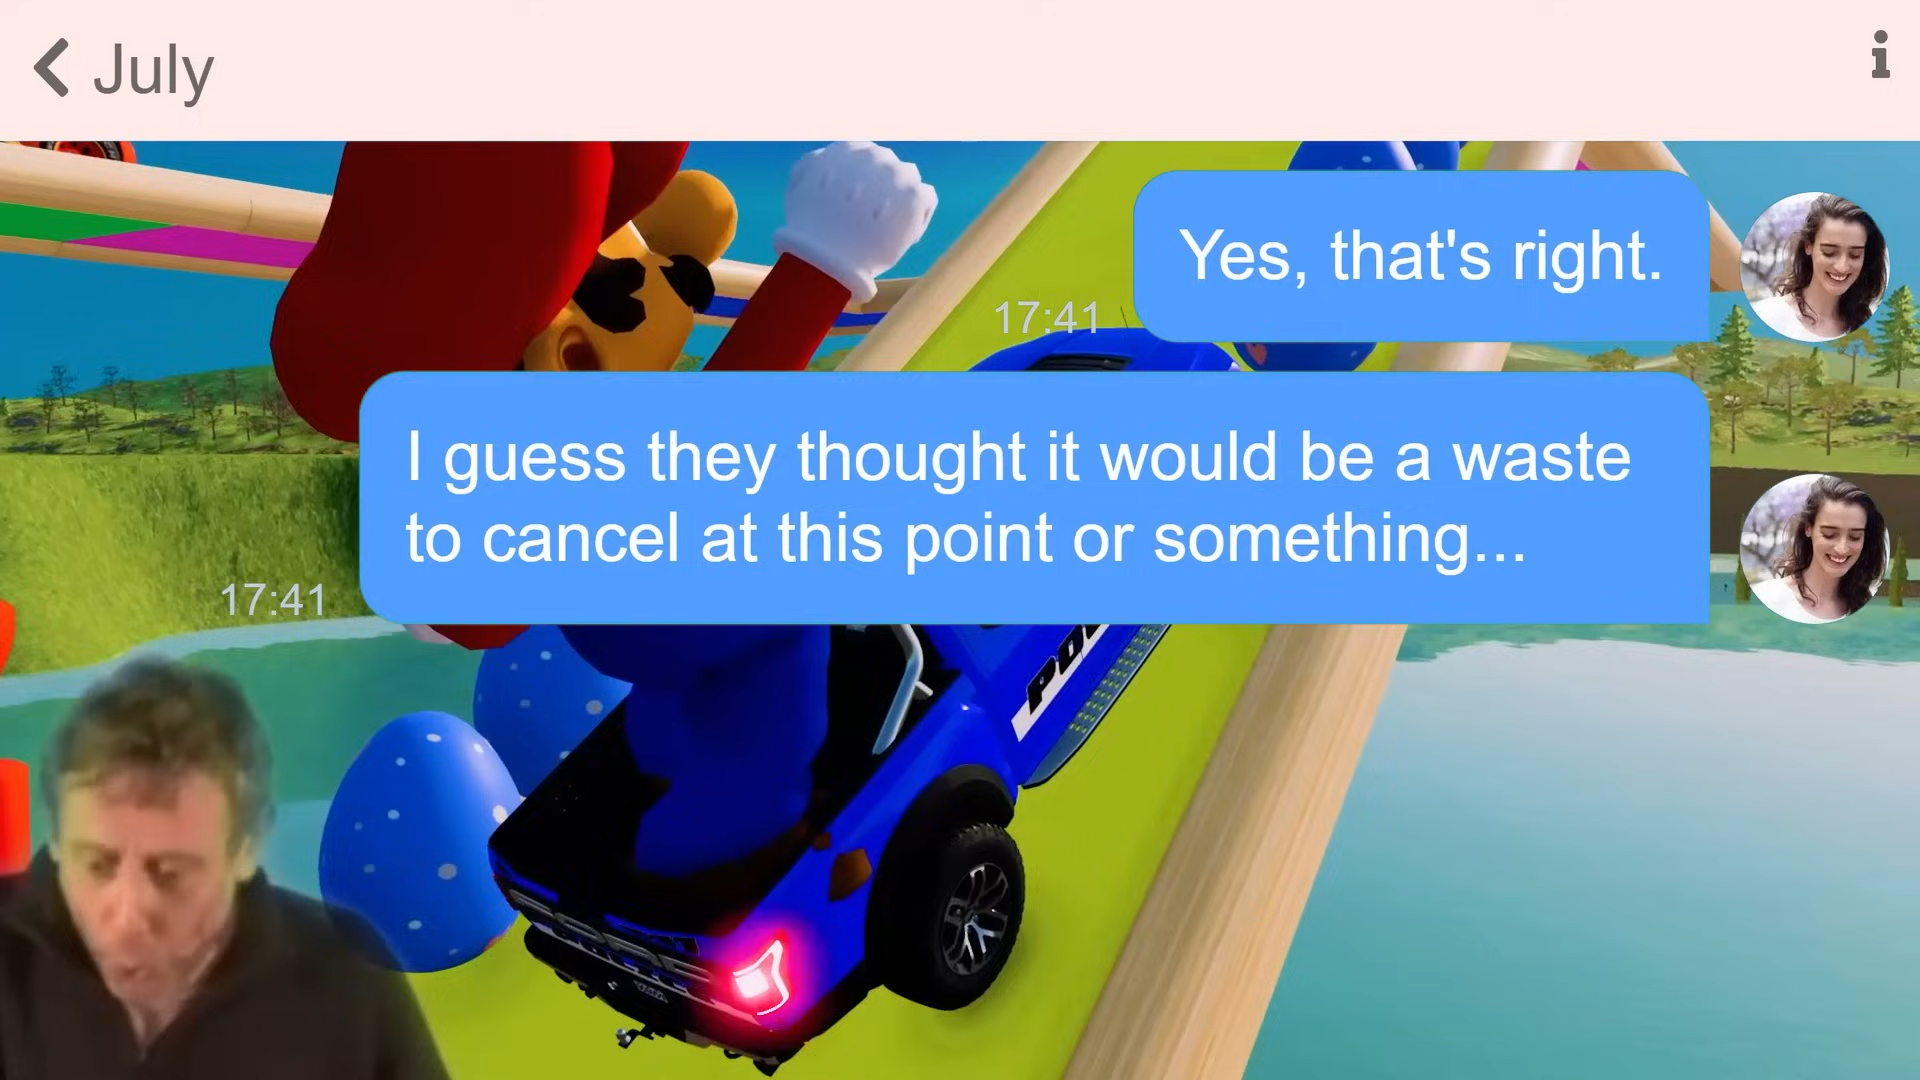 July
Yes, that's right.
17:41
I guess they thought it would be a waste
to cancel at this point or something...
17:41